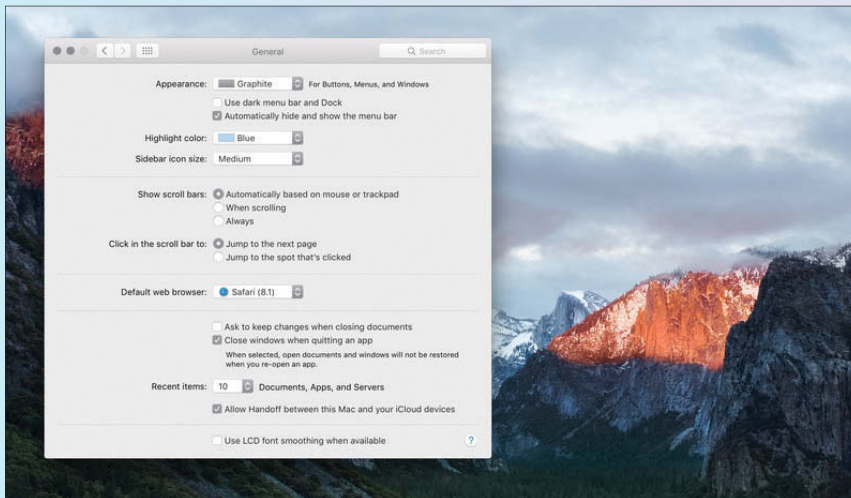 General
Search
Appearance: Graphite For Buttons, Menus, and Windows
Use dark menu bar and Dock
Automatically hide and show the menu bar
Highlight color: Blue
Sidebar icon size: Medium
Show scroll bars: Automatically based on mouse or trackpad
When scrolling
Always
Click in the scroll bar to: Jump to the next page
Jump to the spot that's clicked
Default web browser: Safari (8.1)
Ask to keep changes when closing documents
Close windows when quitting an app
When selected, open documents and windows will not be restored
when you re-open an app.
Recent items: 10 Documents, Apps, and Servers
Allow Handoff between this Mac and your iCloud devices
Use LCD font smoothing when available ?